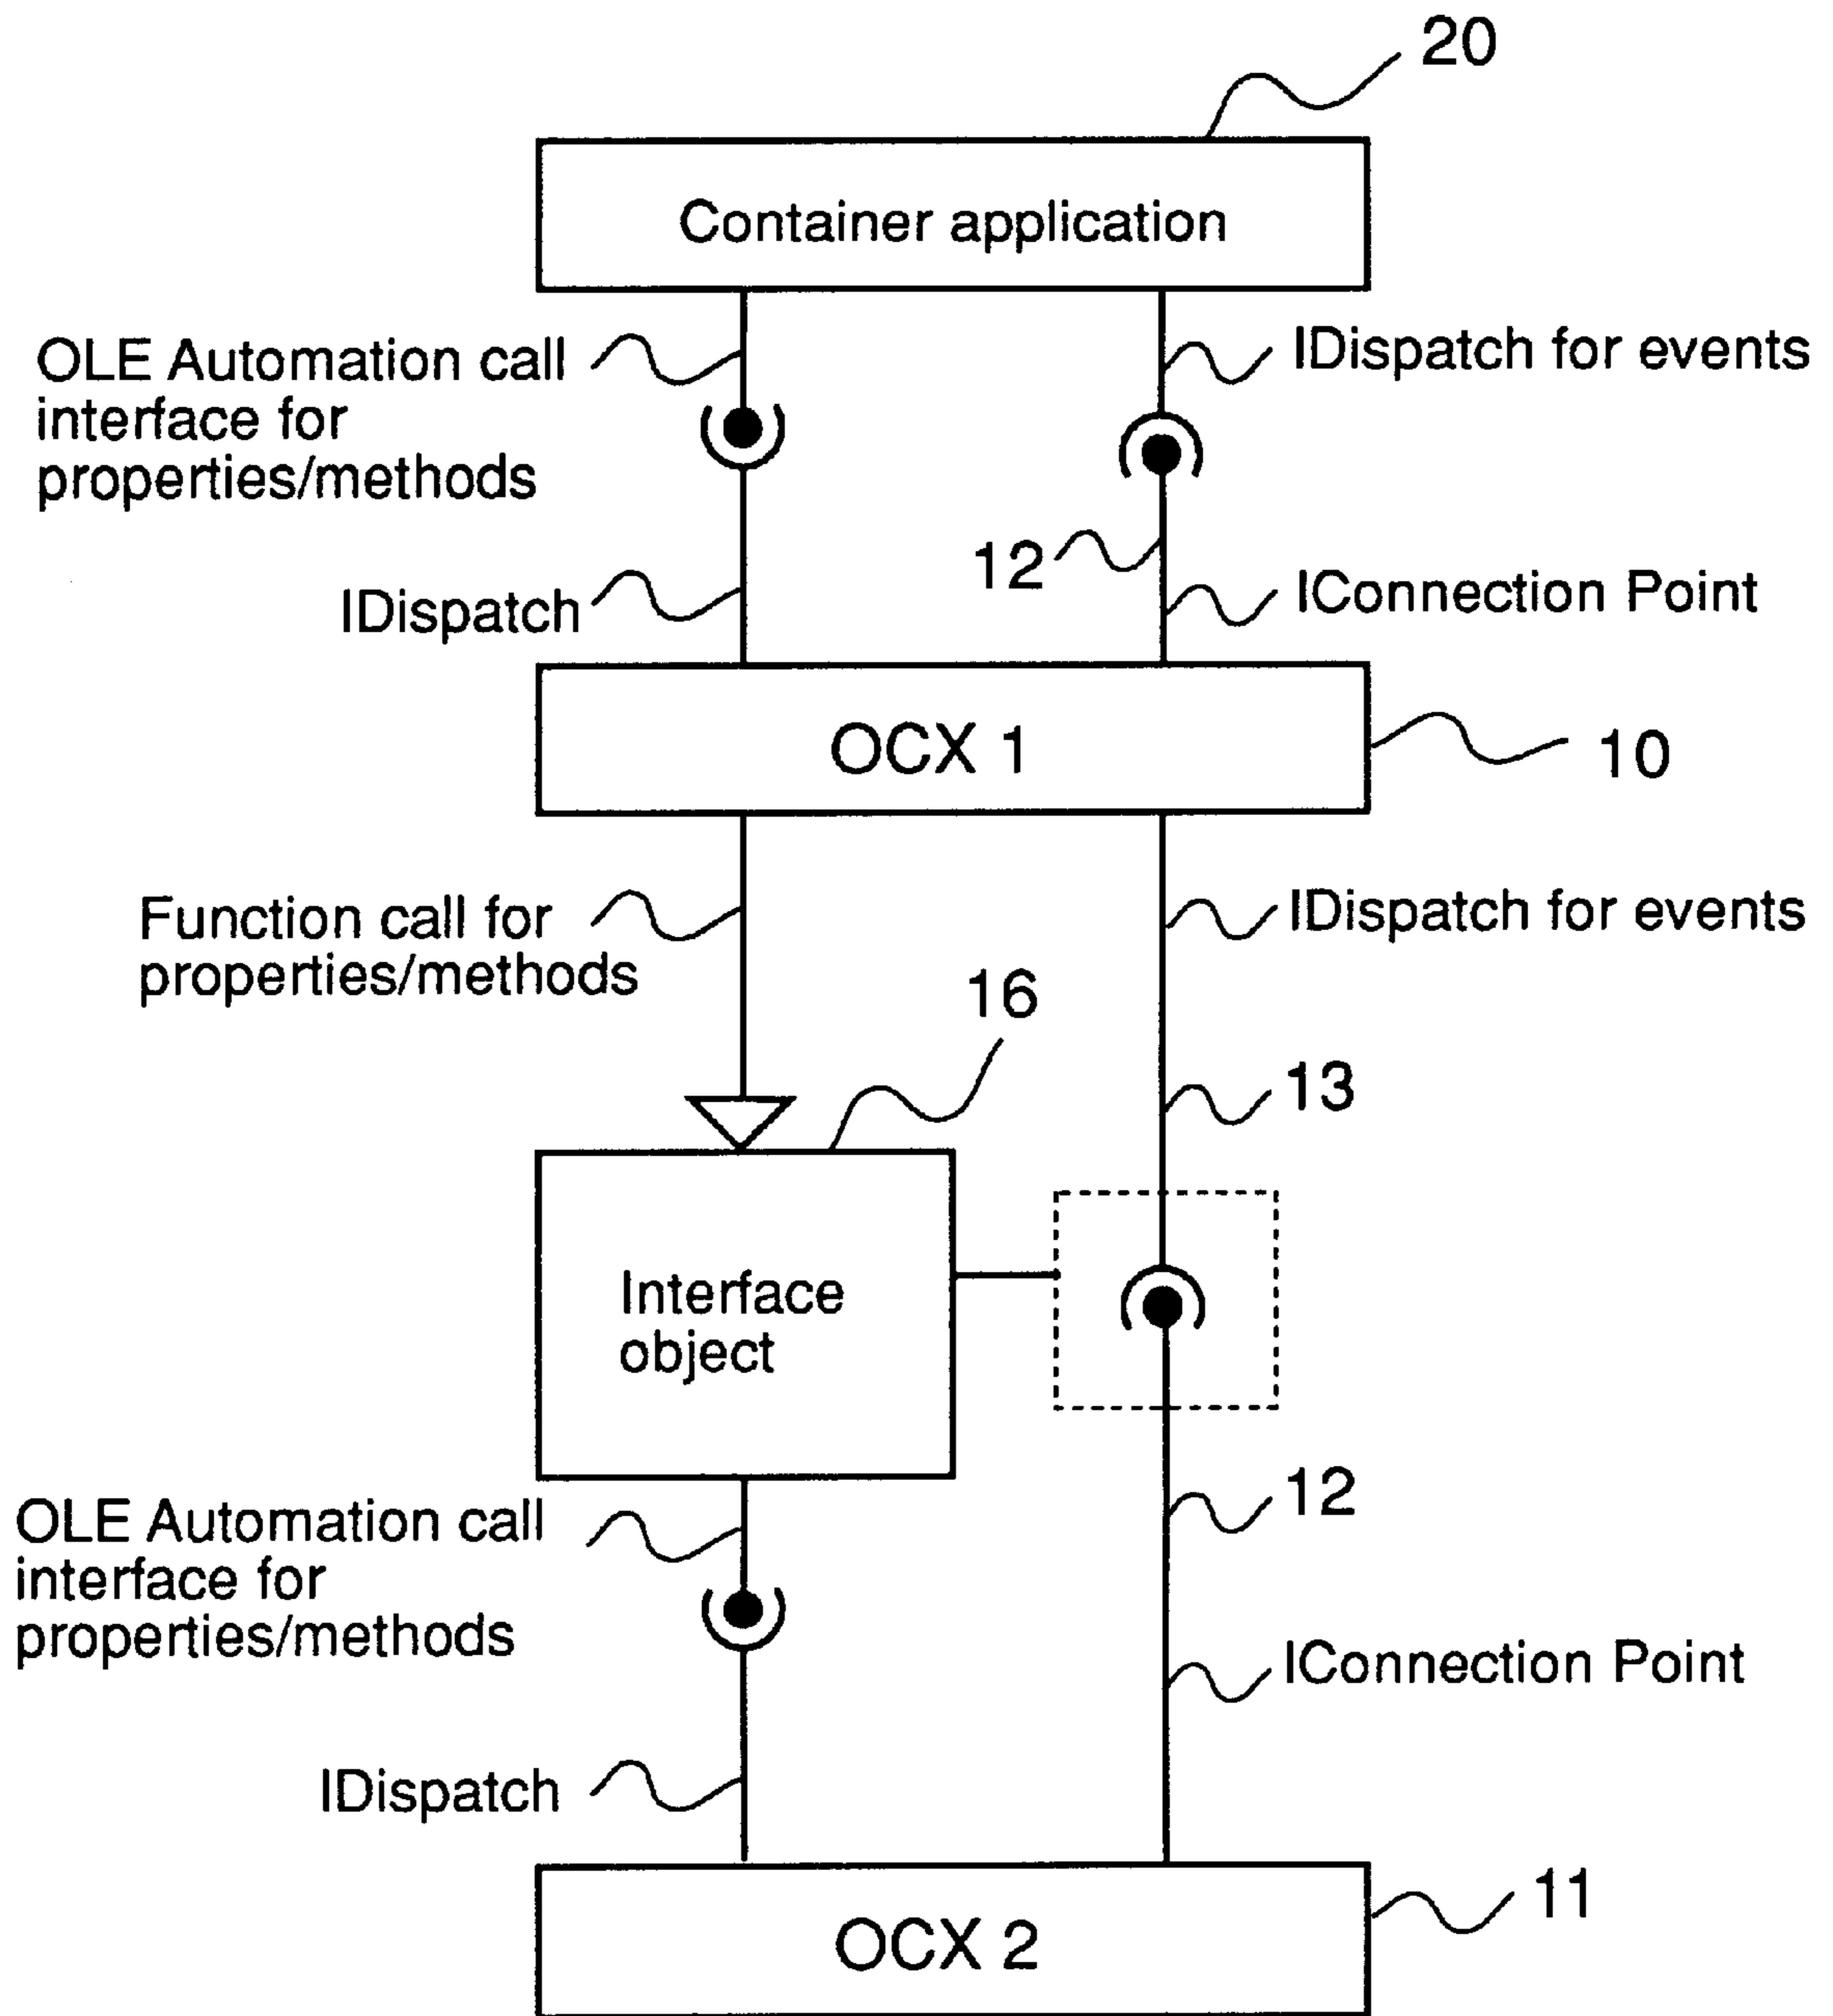 20
Container application
OLE Automation call
interface for
properties/methods
IDispatch for events
12
IConnection Point
IDispatch
OCX 1
10
Function call for
properties/methods
IDispatch for events
16
13
Interface
object
12
OLE Automation call
interface for
properties/methods
IConnection Point
IDispatch
11
OCX 2